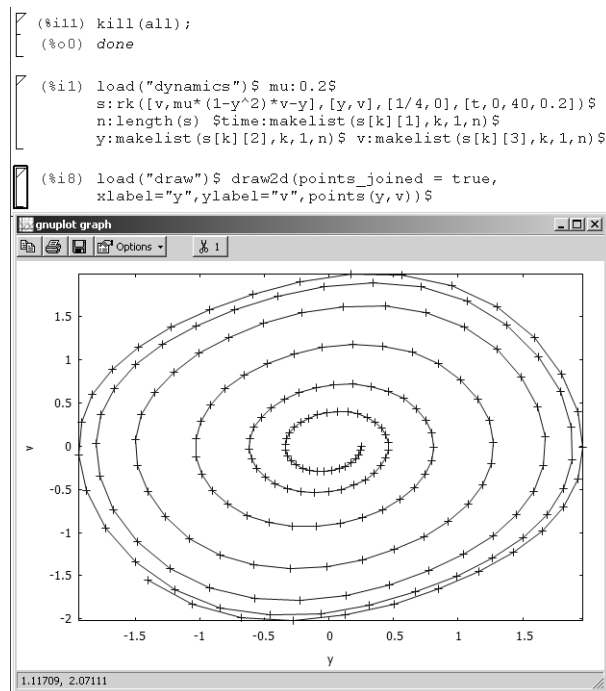 (%i11) kill(all);
(%o0) done
(%i1) load("dynamics")$ mu:0.2$
s:rk([v,mu*(1-y^2)*v-y],[y,v],[1/4,0],[t,0,40,0.2])$
n:length(s) $time:makelist(s[k][1],k,1,n)$
y:makelist(s[k][2],k,1,n)$ v:makelist(s[k][3],k,1,n)$
(%i8) load("draw")$ draw2d(points_joined = true,
xlabel="y",ylabel="v",points(y,v))$
gnuplot graph
Options 1
1.5
1
0.5
0
-0.5
-1
-1.5
-2
v
-1.5 -1 -0.5 0 0.5 1 1.5
y
1.11709, 2.07111